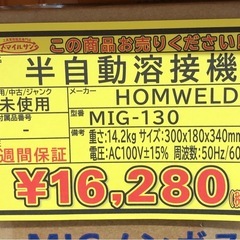 スマイルサン
この商品お売りください!
半自動溶接機
用/中古/ジャンク
未使用
メーカー
HOMWELD
付属品
-
型番
MIG-130
備考
重さ:14.2kg サイズ:300x180x340mm
電圧:AC100V±15% 周波数:50Hz/60
週間保証
¥16,280